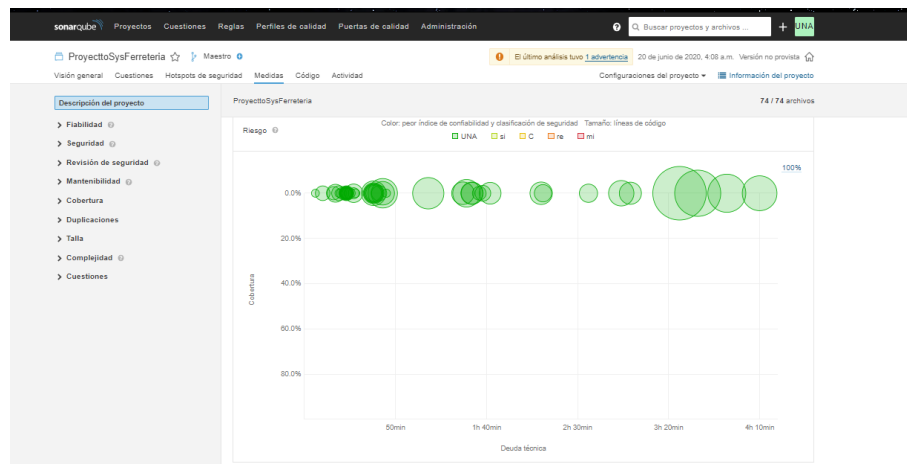 sonarqube Proyectos Cuestiones Reglas Perfiles de calidad Puertas de calidad Administración Buscar proyectos y archivos ... + UNA
ProyecttoSysFerreteria Maestro El último análisis tuvo 1 advertencia 20 de junio de 2020, 4:08 a.m. Versión no provista
Visión general Cuestiones Hotspots de seguridad Medidas Código Actividad Configuraciones del proyecto Información del proyecto
Descripción del proyecto
Fiabilidad
Seguridad
Revisión de seguridad
Mantenibilidad
Cobertura
Duplicaciones
Talla
Complejidad
Cuestiones
ProyecttoSysFerreteria 74 / 74 archivos
Riesgo
Color: peor índice de confiabilidad y clasificación de seguridad Tamaño: líneas de código
UNA si C re mi
100%
0.0%
20.0%
40.0%
60.0%
80.0%
Cobertura
50min 1h 40min 2h 30min 3h 20min 4h 10min
Deuda técnica